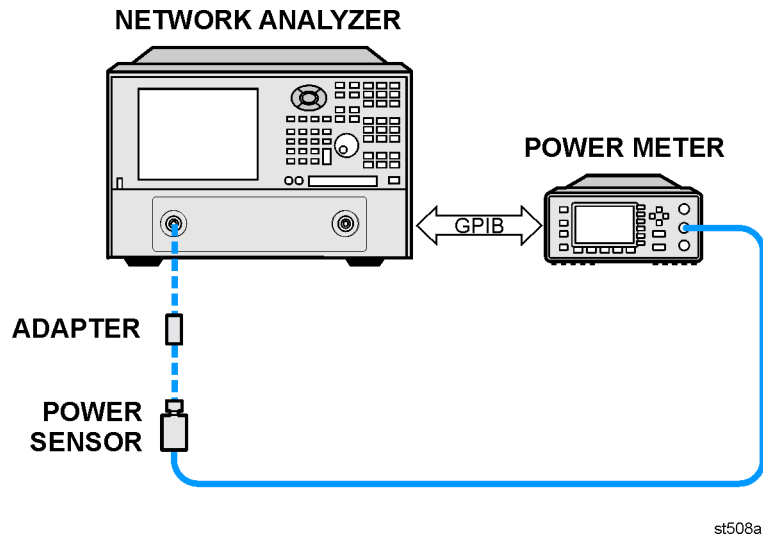 NETWORK ANALYZER
POWER METER
GPIB
ADAPTER
POWER
SENSOR
st508a